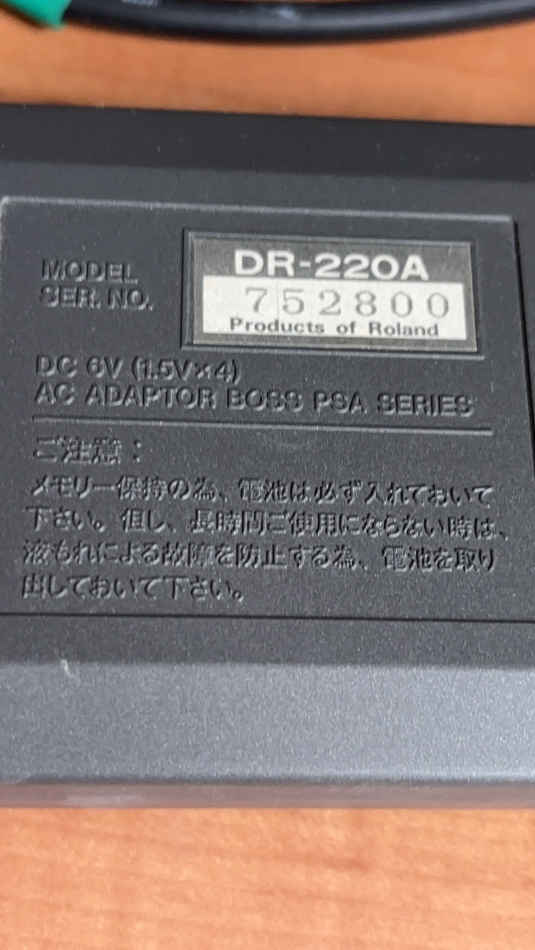 MODEL DR-220A
SER. NO. 752800
Products of Roland
DC 6V (1.5V×4)
AC ADAPTOR BOSS PSA SERIES
ご注意：
メモリー保持の為、電池は必ず入れておいて
下さい。但し、長時間ご使用にならない時は、
液もれによる故障を防止する為、電池を取り
出しておいて下さい。